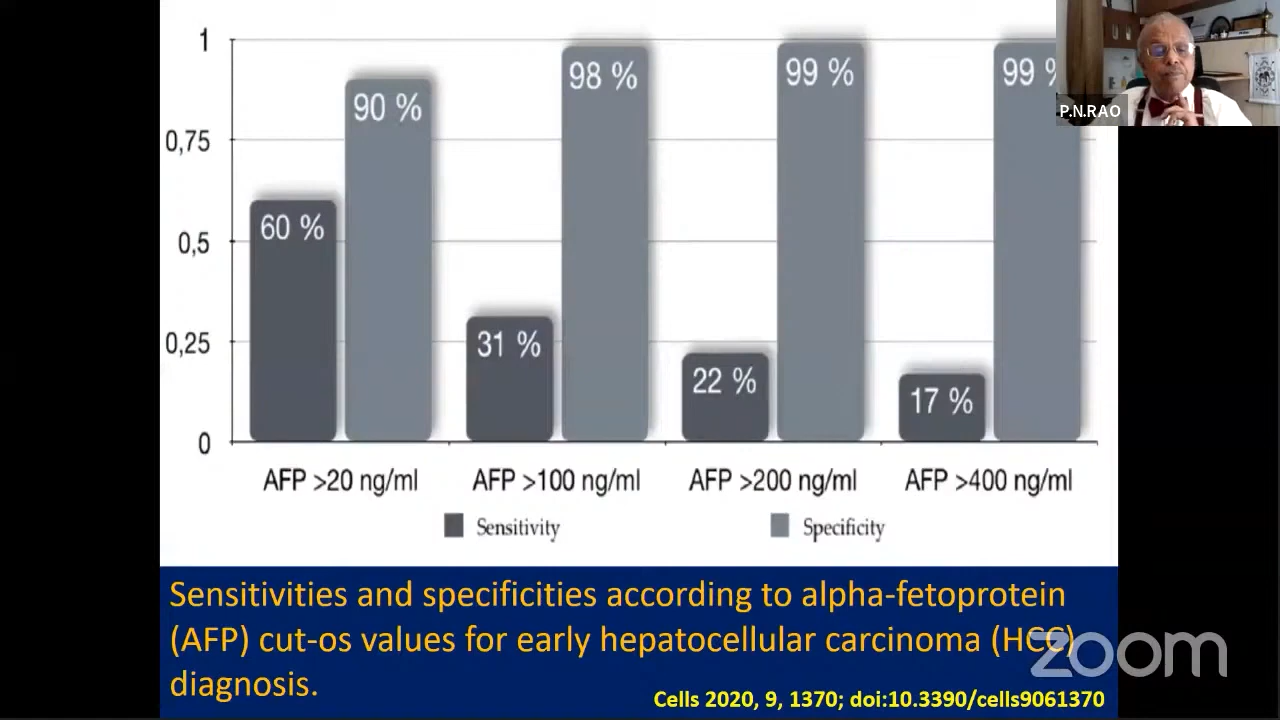 1
0,75
0,5
0,25
0
60 %
90 %
31 %
98 %
22 %
99 %
17 %
99 %
AFP >20 ng/ml
AFP >100 ng/ml
AFP >200 ng/ml
AFP >400 ng/ml
Sensitivity
Specificity
Sensitivities and specificities according to alpha-fetoprotein
(AFP) cut-os values for early hepatocellular carcinoma (HCC)
diagnosis.
Cells 2020, 9, 1370; doi:10.3390/cells9061370
P.N.RAO
zoom